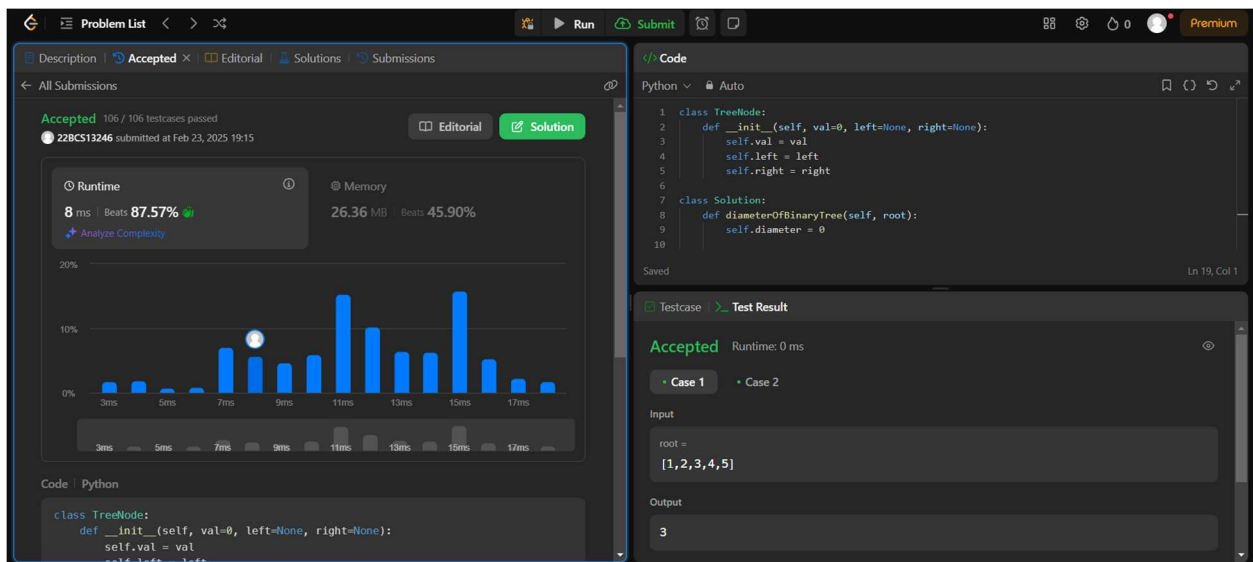 Problem List
Run
Submit
0
Premium
Description
Accepted
Editorial
Solutions
Submissions
All Submissions
Accepted 106 / 106 testcases passed
22BCS13246 submitted at Feb 23, 2025 19:15
Editorial
Solution
Runtime
8 ms Beats 87.57%
Analyze Complexity
Memory
26.36 MB Beats 45.90%
20%
10%
0%
3ms 5ms 7ms 9ms 11ms 13ms 15ms 17ms
3ms 5ms 7ms 9ms 11ms 13ms 15ms 17ms
Code Python
class TreeNode:
def __init__(self, val=0, left=None, right=None):
self.val = val
self.left = left
</> Code
Python Auto
1 class TreeNode:
2 def __init__(self, val=0, left=None, right=None):
3 self.val = val
4 self.left = left
5 self.right = right
6
7 class Solution:
8 def diameterOfBinaryTree(self, root):
9 self.diameter = 0
10
Saved Ln 19, Col 1
Testcase
>_ Test Result
Accepted Runtime: 0 ms
• Case 1 • Case 2
Input
root =
[1,2,3,4,5]
Output
3